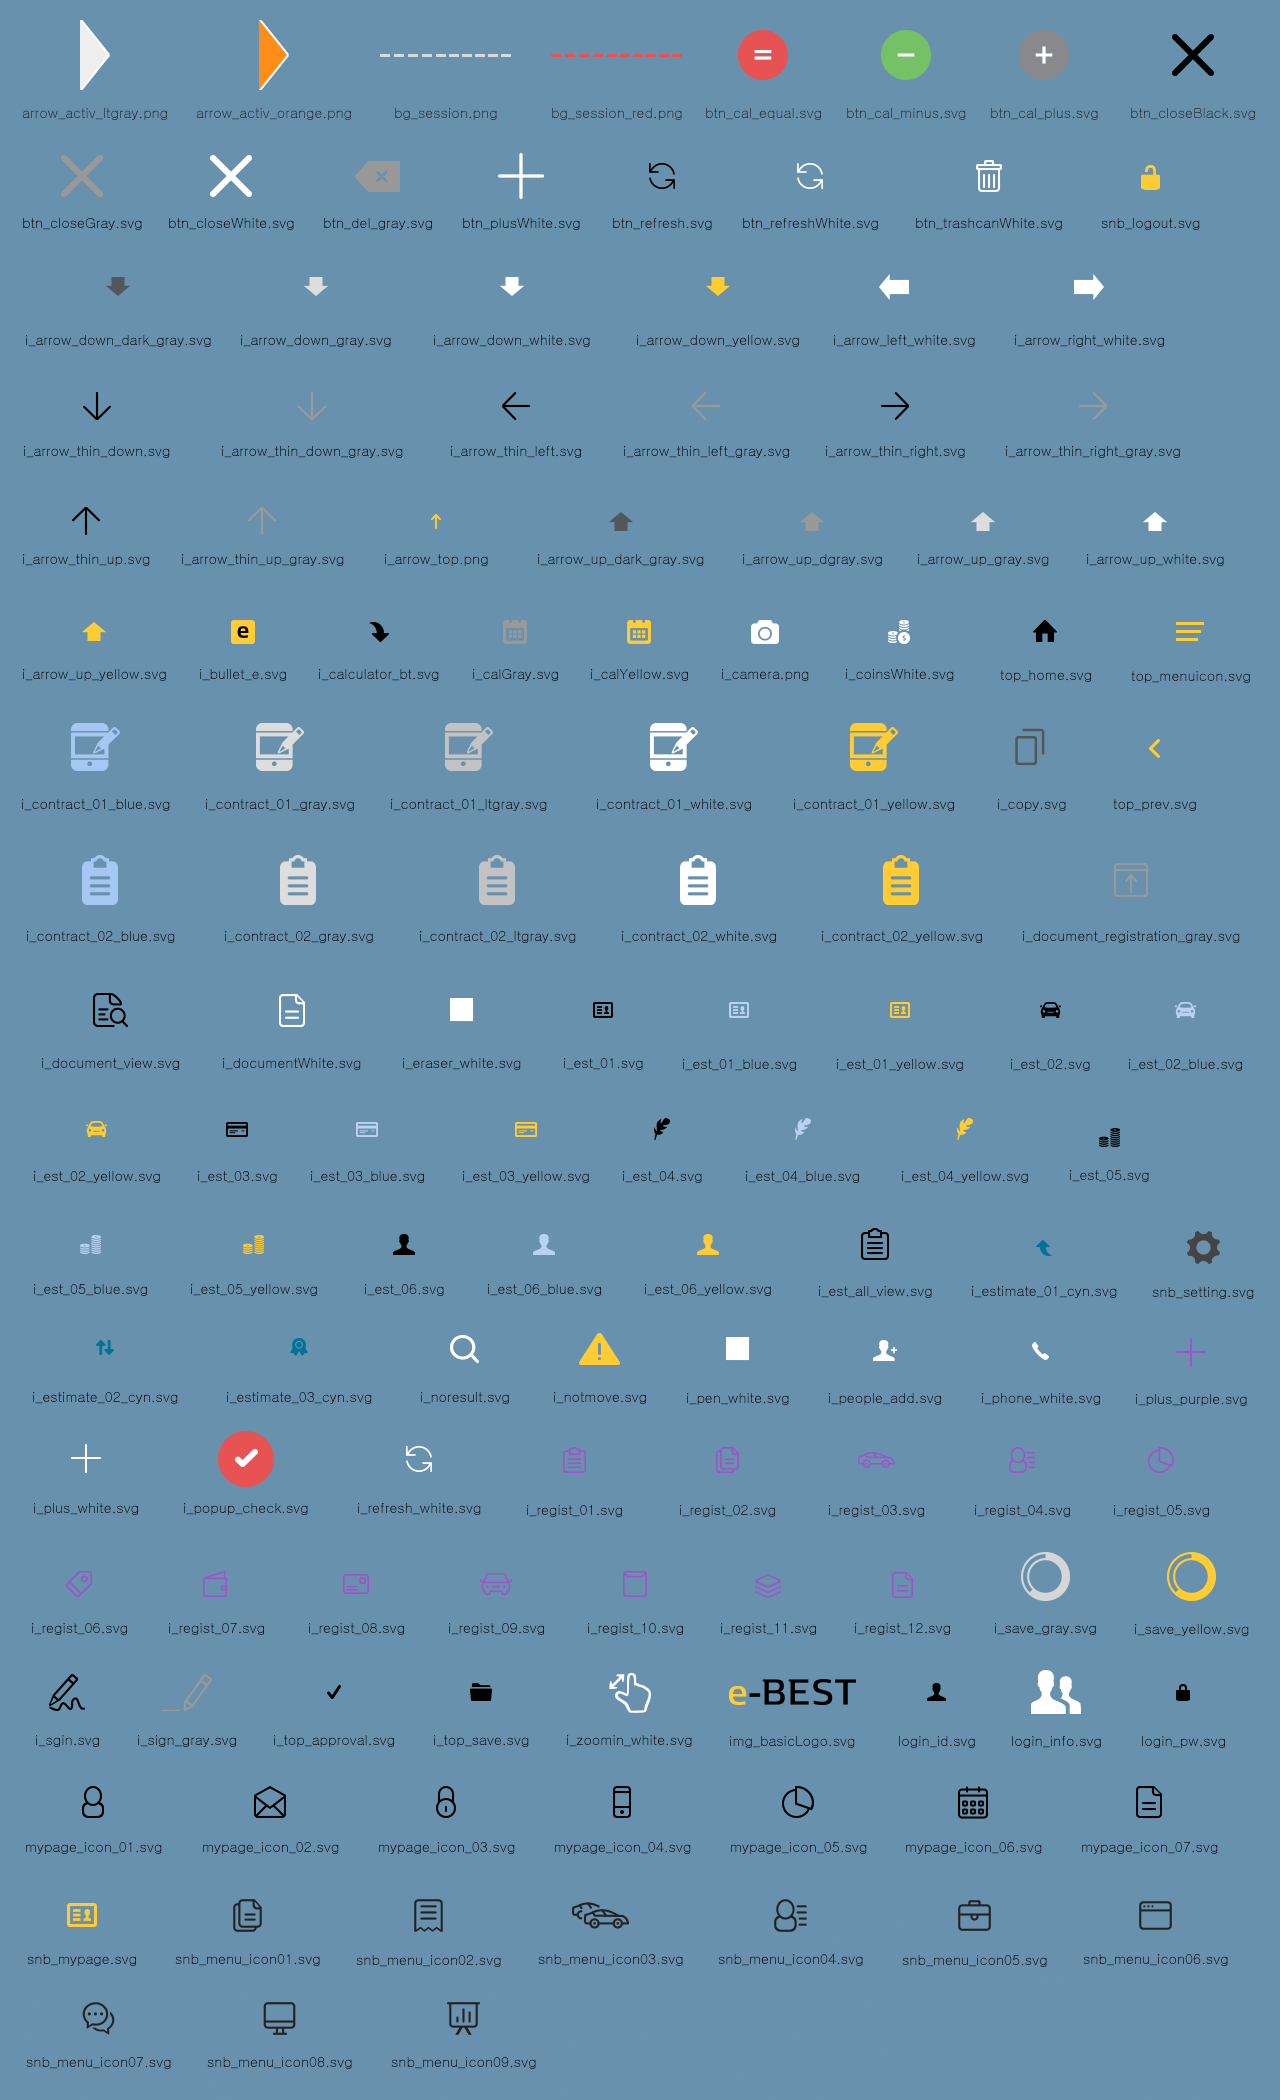 arrow_activ_ltgray.png arrow_activ_orange.png bg_session.png bg_session_red.png btn_cal_equal.svg btn_cal_minus.svg btn_cal_plus.svg btn_closeBlack.svg
btn_closeGray.svg btn_closeWhite.svg btn_del_gray.svg btn_plusWhite.svg btn_refresh.svg btn_refreshWhite.svg btn_trashcanWhite.svg snb_logout.svg
i_arrow_down_dark_gray.svg i_arrow_down_gray.svg i_arrow_down_white.svg i_arrow_down_yellow.svg i_arrow_left_white.svg i_arrow_right_white.svg
i_arrow_thin_down.svg i_arrow_thin_down_gray.svg i_arrow_thin_left.svg i_arrow_thin_left_gray.svg i_arrow_thin_right.svg i_arrow_thin_right_gray.svg
i_arrow_thin_up.svg i_arrow_thin_up_gray.svg i_arrow_top.png i_arrow_up_dark_gray.svg i_arrow_up_dgray.svg i_arrow_up_gray.svg i_arrow_up_white.svg
e
i_arrow_up_yellow.svg i_bullet_e.svg i_calculator_bt.svg i_calGray.svg i_calYellow.svg i_camera.png i_coinsWhite.svg top_home.svg top_menuicon.svg
i_contract_01_blue.svg i_contract_01_gray.svg i_contract_01_ltgray.svg i_contract_01_white.svg i_contract_01_yellow.svg i_copy.svg top_prev.svg
i_contract_02_blue.svg i_contract_02_gray.svg i_contract_02_ltgray.svg i_contract_02_white.svg i_contract_02_yellow.svg i_document_registration_gray.svg
i_document_view.svg i_documentWhite.svg i_eraser_white.svg i_est_01.svg i_est_01_blue.svg i_est_01_yellow.svg i_est_02.svg i_est_02_blue.svg
i_est_02_yellow.svg i_est_03.svg i_est_03_blue.svg i_est_03_yellow.svg i_est_04.svg i_est_04_blue.svg i_est_04_yellow.svg i_est_05.svg
i_est_05_blue.svg i_est_05_yellow.svg i_est_06.svg i_est_06_blue.svg i_est_06_yellow.svg i_est_all_view.svg i_estimate_01_cyn.svg snb_setting.svg
i_estimate_02_cyn.svg i_estimate_03_cyn.svg i_noresult.svg i_notmove.svg i_pen_white.svg i_people_add.svg i_phone_white.svg i_plus_purple.svg
i_plus_white.svg i_popup_check.svg i_refresh_white.svg i_regist_01.svg i_regist_02.svg i_regist_03.svg i_regist_04.svg i_regist_05.svg
i_regist_06.svg i_regist_07.svg i_regist_08.svg i_regist_09.svg i_regist_10.svg i_regist_11.svg i_regist_12.svg i_save_gray.svg i_save_yellow.svg
e-BEST
i_sgin.svg i_sign_gray.svg i_top_approval.svg i_top_save.svg i_zoomin_white.svg img_basicLogo.svg login_id.svg login_info.svg login_pw.svg
mypage_icon_01.svg mypage_icon_02.svg mypage_icon_03.svg mypage_icon_04.svg mypage_icon_05.svg mypage_icon_06.svg mypage_icon_07.svg
snb_mypage.svg snb_menu_icon01.svg snb_menu_icon02.svg snb_menu_icon03.svg snb_menu_icon04.svg snb_menu_icon05.svg snb_menu_icon06.svg
snb_menu_icon07.svg snb_menu_icon08.svg snb_menu_icon09.svg